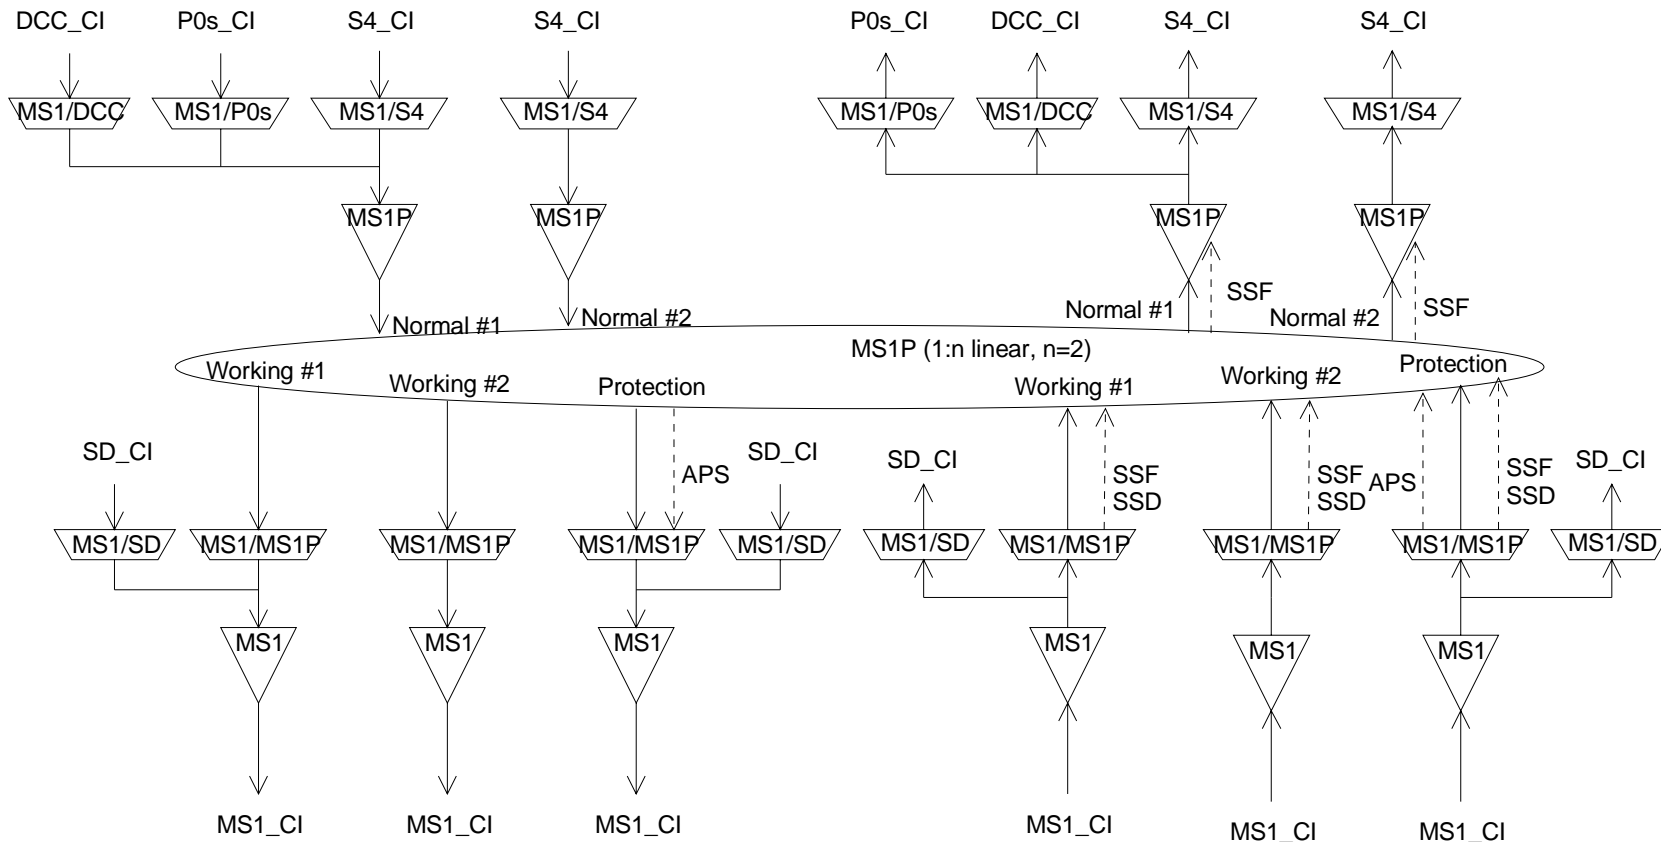 DCC_CI P0s_CI S4_CI S4_CI P0s_CI DCC_CI S4_CI S4_CI
MS1/DCC MS1/P0s MS1/S4 MS1/S4 MS1/P0s MS1/DCC MS1/S4 MS1/S4
MS1P MS1P MS1P MS1P
SSF SSF
Normal #1 Normal #2 Normal #1 Normal #2
MS1P (1:n linear, n=2)
Working #1 Working #2 Protection Working #1 Working #2 Protection
SD_CI SD_CI SD_CI SD_CI
APS SSF SSF APS SSF
SSD SSD SSD
MS1/SD MS1/MS1P MS1/MS1P MS1/MS1P MS1/SD MS1/SD MS1/MS1P MS1/MS1P MS1/MS1P MS1/SD
MS1 MS1 MS1 MS1 MS1 MS1
MS1_CI MS1_CI MS1_CI MS1_CI MS1_CI MS1_CI